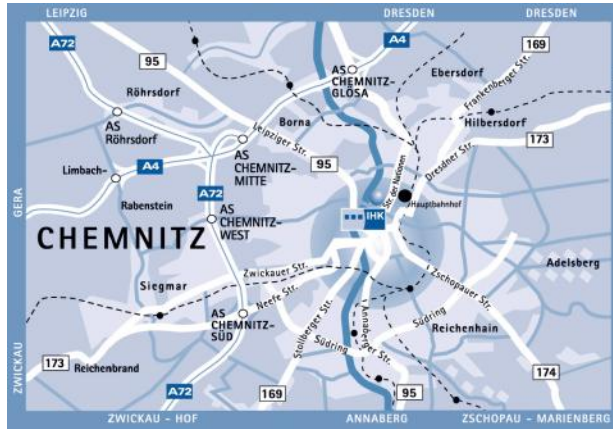 LEIPZIG
DRESDEN
DRESDEN
A72
95
A4
169
AS
CHEMNITZ-
GLÖSA
Ebersdorf
Frankenberger Str.
Röhrsdorf
Borna
Hilbersdorf
AS
Röhrsdorf
Leipziger Str.
173
Dresdner Str.
AS
CHEMNITZ-
MITTE
95
Limbach-
A4
Str. der Nationen
GERA
A72
Rabenstein
Hauptbahnhof
IHK
AS
CHEMNITZ-
WEST
CHEMNITZ
Adelsberg
Zwickauer Str.
Zschopauer Str.
Siegmar
Neefe Str.
AS
CHEMNITZ-
SÜD
Stollberger Str.
Annaberger Str.
Südring
Südring
Reichenhain
ZWICKAU
173
Reichenbrand
A72
169
95
174
ZWICKAU - HOF
ANNABERG
ZSCHOPAU - MARIENBERG